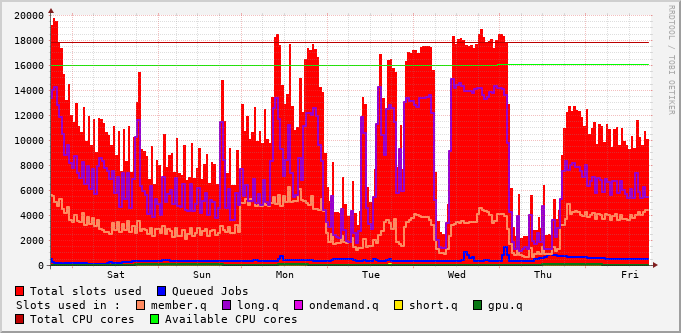 20000
18000
16000
14000
12000
10000
8000
6000
4000
2000
0
Sat Sun Mon Tue Wed Thu Fri
RRDTOOL / TOBI OETIKER
Total slots used Queued Jobs
Slots used in : member.q long.q ondemand.q short.q gpu.q
Total CPU cores Available CPU cores